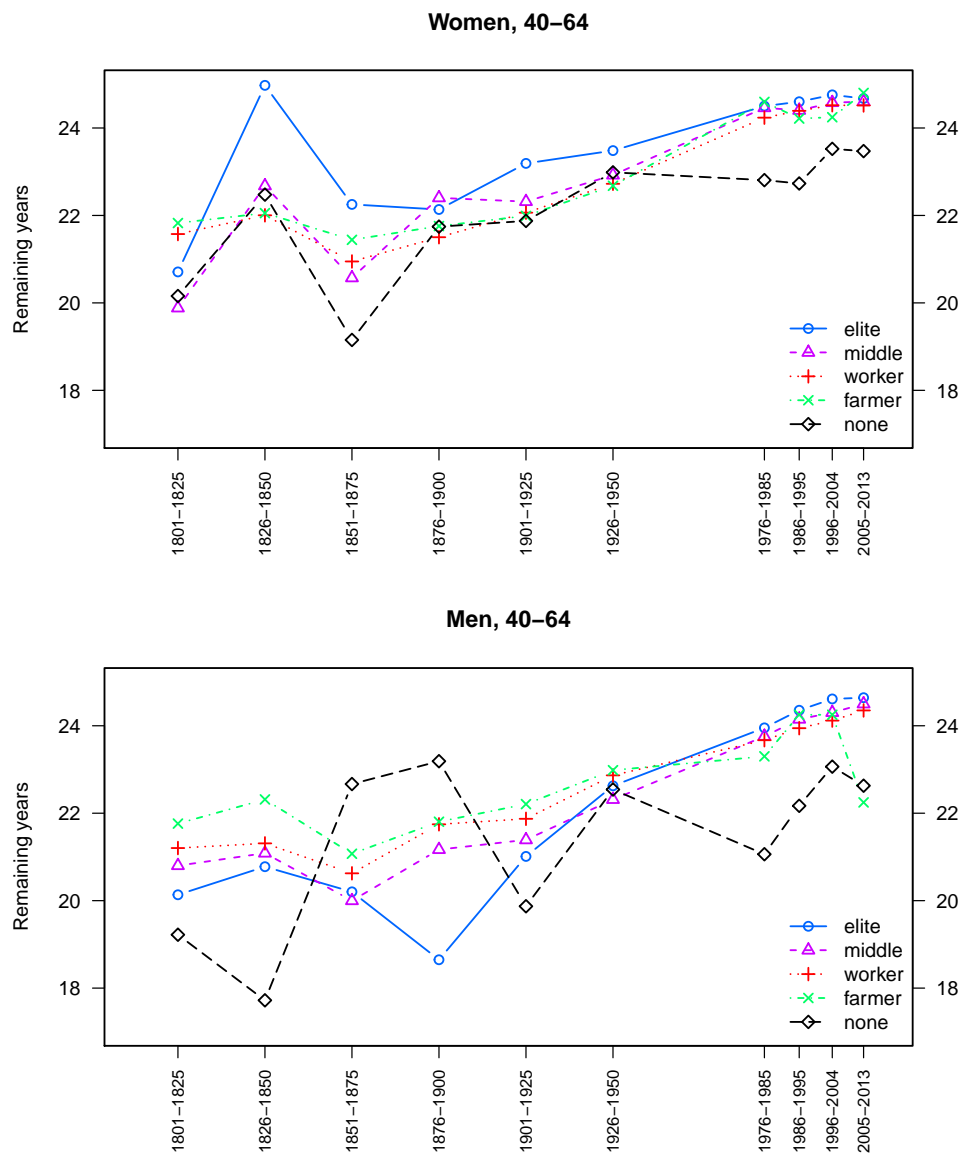 Women, 40−64
Remaining years
24
22
20
18
24
22
20
18
elite
middle
worker
farmer
none
1801−1825
1826−1850
1851−1875
1876−1900
1901−1925
1926−1950
1976−1985
1986−1995
1996−2004
2005−2013
Men, 40−64
Remaining years
24
22
20
18
24
22
20
18
elite
middle
worker
farmer
none
1801−1825
1826−1850
1851−1875
1876−1900
1901−1925
1926−1950
1976−1985
1986−1995
1996−2004
2005−2013